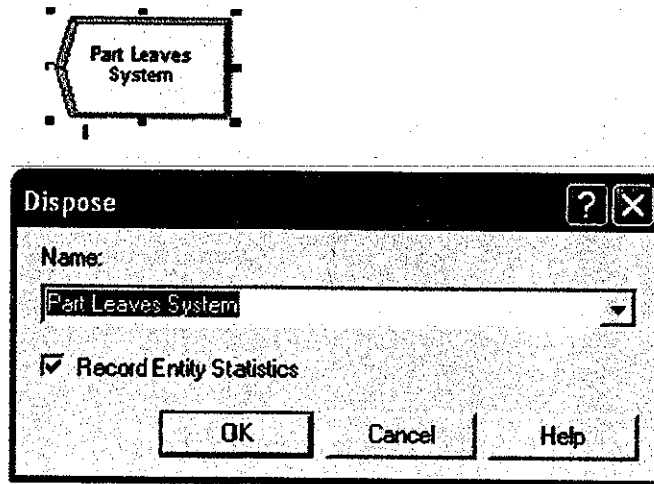 Part Leaves
System
Dispose
Name:
Part Leaves System
Record Entity Statistics
OK Cancel Help